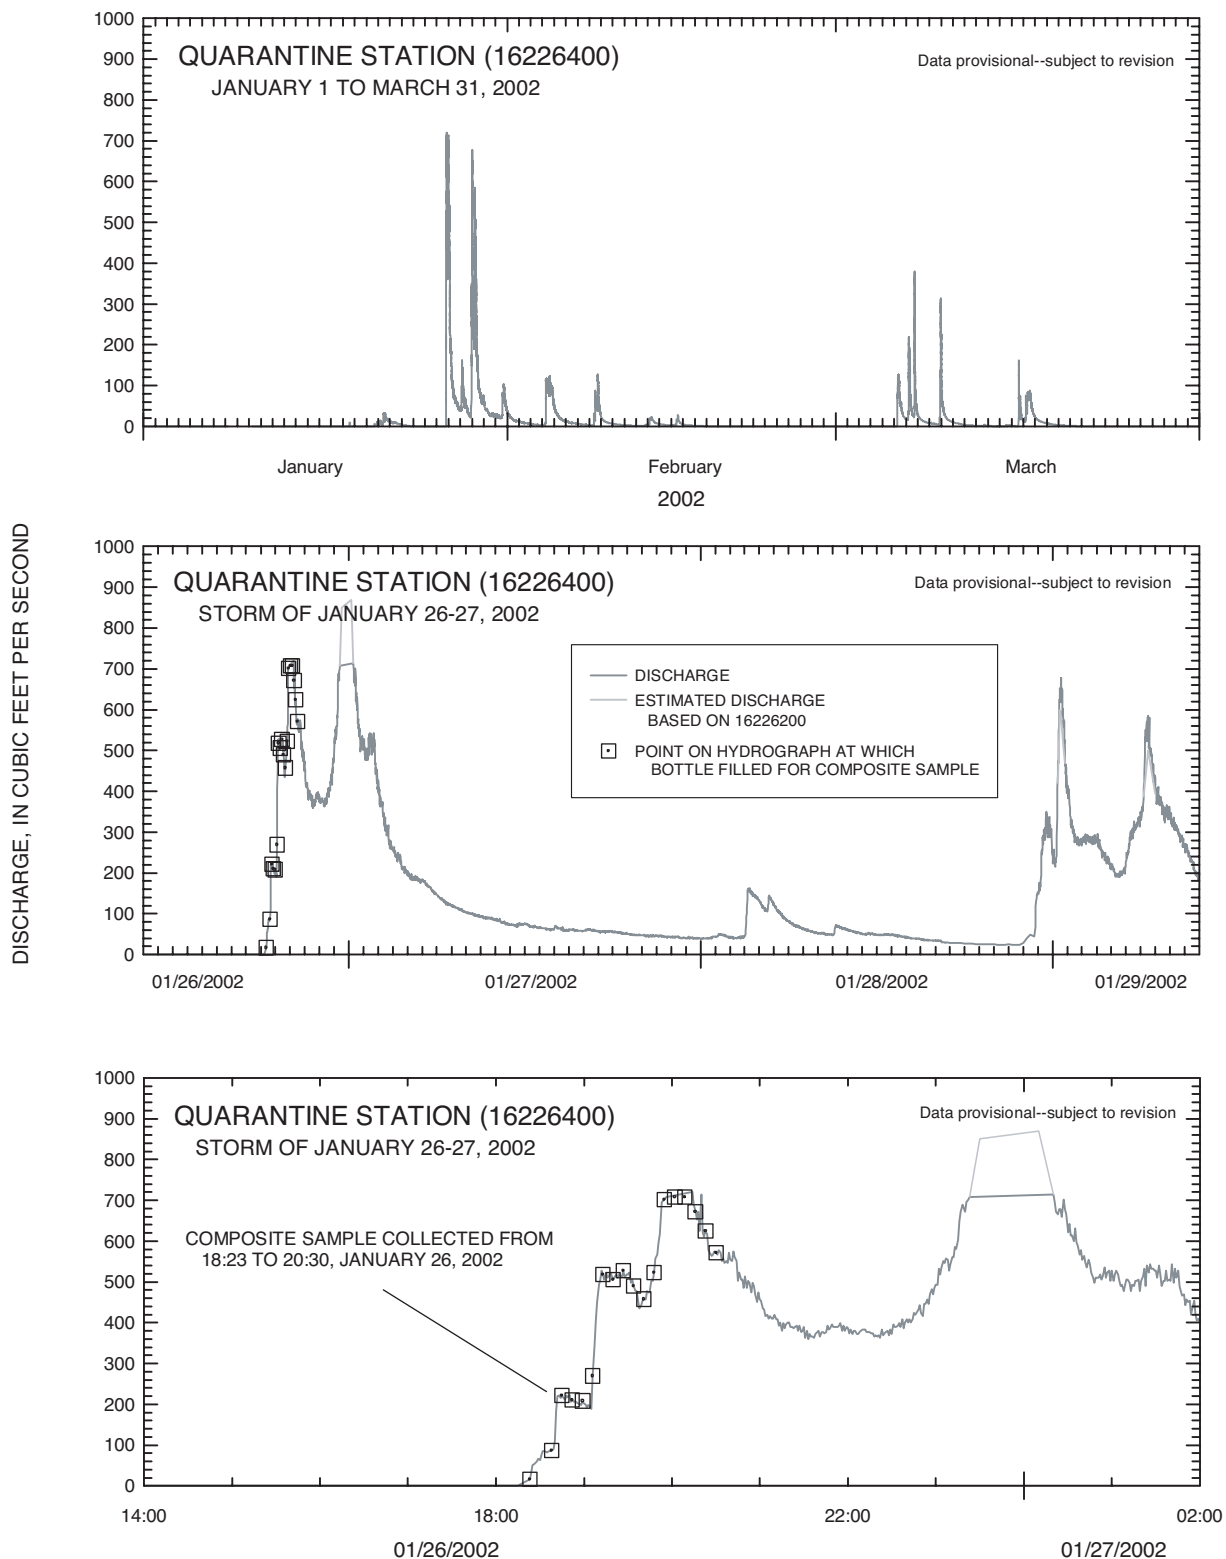 DISCHARGE, IN CUBIC FEET PER SECOND
1000
900
800
700
600
500
400
300
200
100
0
QUARANTINE STATION (16226400)
JANUARY 1 TO MARCH 31, 2002
Data provisional--subject to revision
January
February
March
2002
1000
900
800
700
600
500
400
300
200
100
0
QUARANTINE STATION (16226400)
STORM OF JANUARY 26-27, 2002
Data provisional--subject to revision
DISCHARGE
ESTIMATED DISCHARGE
BASED ON 16226200
POINT ON HYDROGRAPH AT WHICH
BOTTLE FILLED FOR COMPOSITE SAMPLE
01/26/2002
01/27/2002
01/28/2002
01/29/2002
1000
900
800
700
600
500
400
300
200
100
0
QUARANTINE STATION (16226400)
STORM OF JANUARY 26-27, 2002
Data provisional--subject to revision
COMPOSITE SAMPLE COLLECTED FROM
18:23 TO 20:30, JANUARY 26, 2002
14:00
18:00
22:00
02:00
01/26/2002
01/27/2002